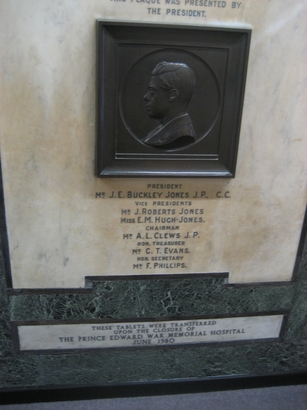 PLAQUE WAS PRESENTED BY
THE PRESIDENT.
PRESIDENT
MR J. E. BUCKLEY JONES J.P., C.C.
VICE PRESIDENTS
MR J. ROBERTS JONES
MISS E.M. HUGH-JONES.
CHAIRMAN
MR A. L. CLEWS J.P.
HON. TREASURER
MR C. T. EVANS.
HON. SECRETARY
MR F. PHILLIPS.
THESE TABLETS WERE TRANSFERRED
UPON THE CLOSURE OF
THE PRINCE EDWARD WAR MEMORIAL HOSPITAL
JUNE 1980